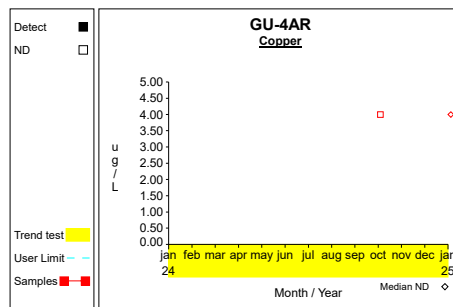 Detect
ND
Trend test
User Limit
Samples
GU-4AR
Copper
ug/L
5.00
4.50
4.00
3.50
3.00
2.50
2.00
1.50
1.00
0.50
0.00
jan feb mar apr may jun jul aug sep oct nov dec jan
24 25
Month / Year
Median ND